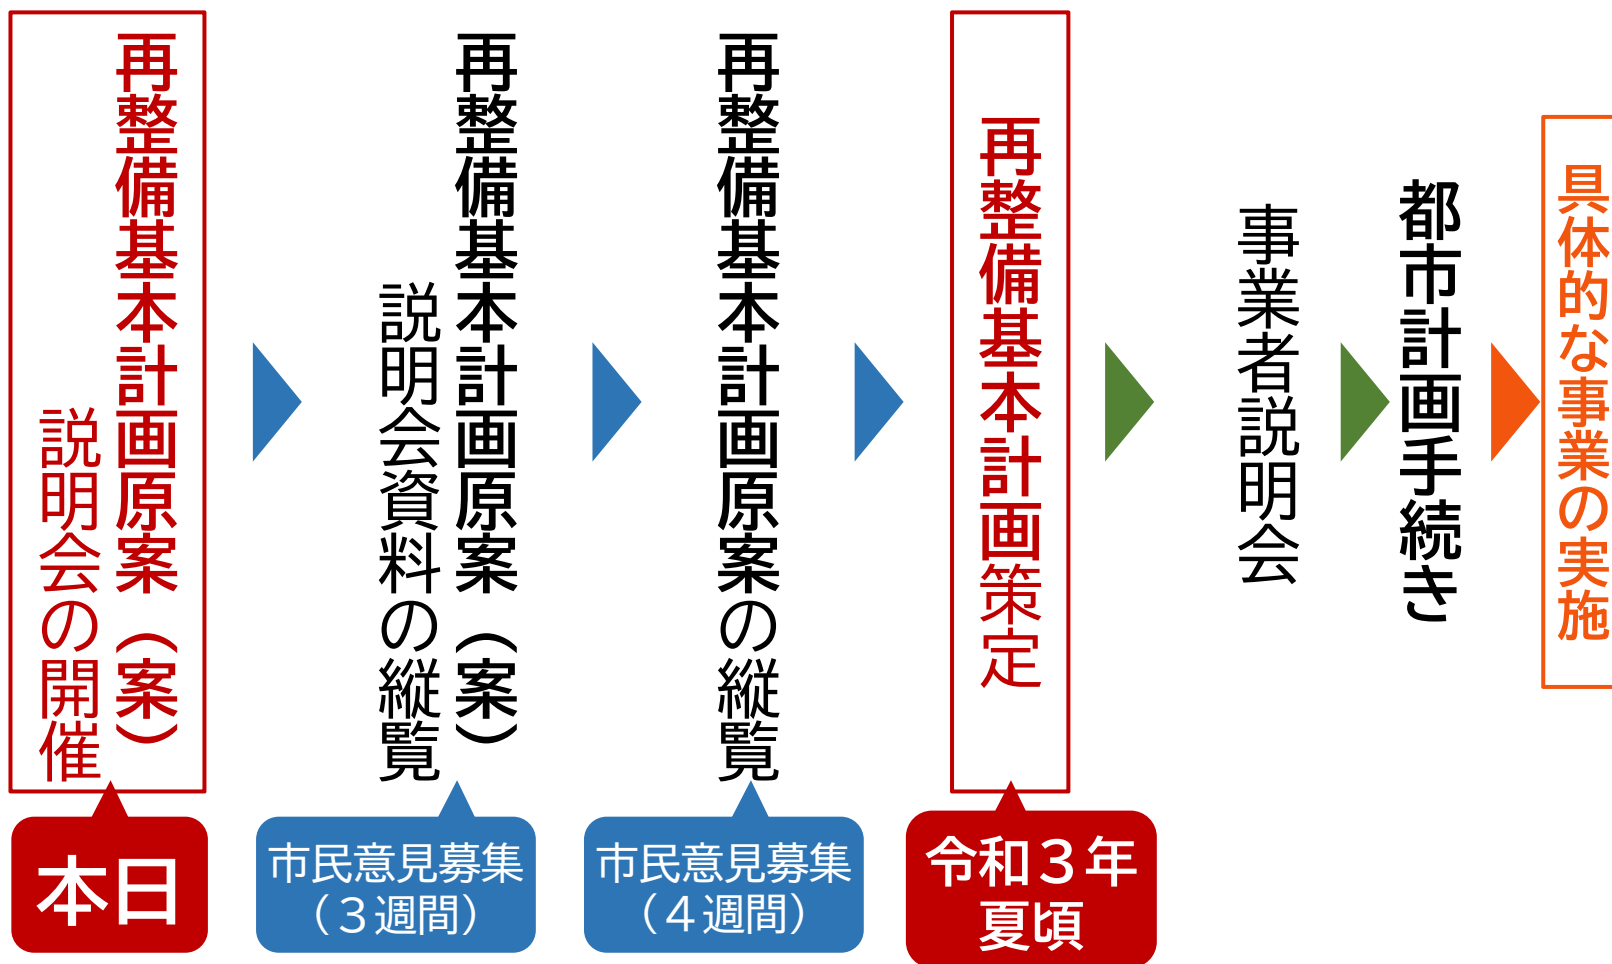 再整備基本計画原案（案）
説明会の開催
本日
再整備基本計画原案（案）
説明会資料の縦覧
市民意見募集
（３週間）
再整備基本計画原案の縦覧
市民意見募集
（４週間）
再整備基本計画策定
令和３年
夏頃
事業者説明会
都市計画手続き
具体的な事業の実施